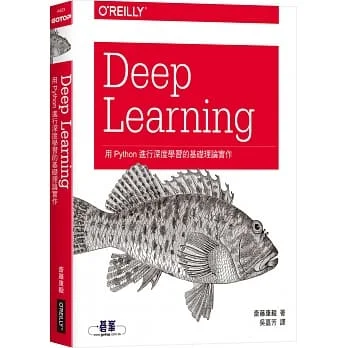 O'REILLY®
Deep
Learning
用 Python 進行深度學習的基礎理論實作
齋藤康毅 著
吳嘉芳 譯
碁峰
GOTOP
Deep Learning
用 Python 進行深度學習的基礎理論實作
齋藤康毅
O'REILLY®